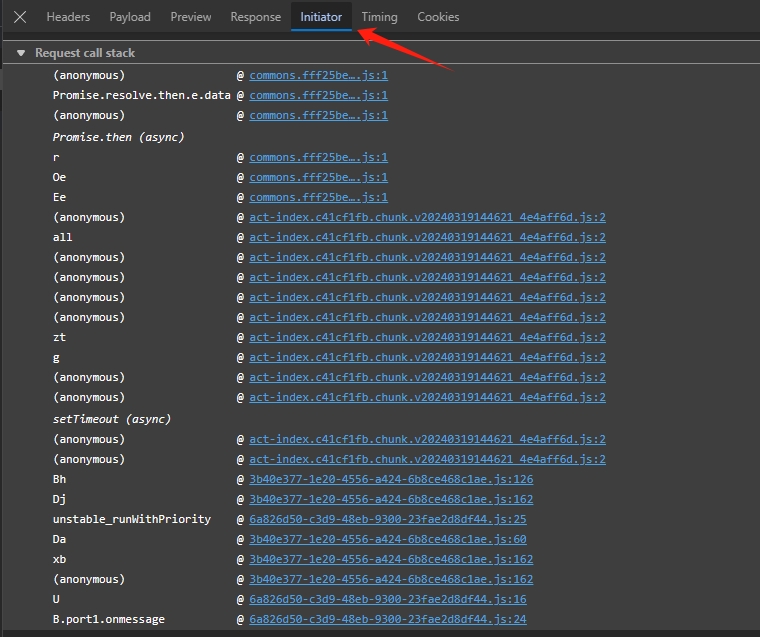 Headers Payload Preview Response Initiator Timing Cookies
Request call stack
(anonymous) @ commons.fff25be….js:1
Promise.resolve.then.e.data @ commons.fff25be….js:1
(anonymous) @ commons.fff25be….js:1
Promise.then (async)
r @ commons.fff25be….js:1
Oe @ commons.fff25be….js:1
Ee @ commons.fff25be….js:1
(anonymous) @ act-index.c41cf1fb.chunk.v20240319144621_4e4aff6d.js:2
all @ act-index.c41cf1fb.chunk.v20240319144621_4e4aff6d.js:2
(anonymous) @ act-index.c41cf1fb.chunk.v20240319144621_4e4aff6d.js:2
(anonymous) @ act-index.c41cf1fb.chunk.v20240319144621_4e4aff6d.js:2
(anonymous) @ act-index.c41cf1fb.chunk.v20240319144621_4e4aff6d.js:2
(anonymous) @ act-index.c41cf1fb.chunk.v20240319144621_4e4aff6d.js:2
zt @ act-index.c41cf1fb.chunk.v20240319144621_4e4aff6d.js:2
g @ act-index.c41cf1fb.chunk.v20240319144621_4e4aff6d.js:2
(anonymous) @ act-index.c41cf1fb.chunk.v20240319144621_4e4aff6d.js:2
(anonymous) @ act-index.c41cf1fb.chunk.v20240319144621_4e4aff6d.js:2
setTimeout (async)
(anonymous) @ act-index.c41cf1fb.chunk.v20240319144621_4e4aff6d.js:2
(anonymous) @ act-index.c41cf1fb.chunk.v20240319144621_4e4aff6d.js:2
Bh @ 3b40e377-1e20-4556-a424-6b8ce468c1ae.js:126
Dj @ 3b40e377-1e20-4556-a424-6b8ce468c1ae.js:162
unstable_runWithPriority @ 6a826d50-c3d9-48eb-9300-23fae2d8df44.js:25
Da @ 6a826d50-c3d9-48eb-9300-23fae2d8df44.js:60
xb @ 3b40e377-1e20-4556-a424-6b8ce468c1ae.js:162
(anonymous) @ 3b40e377-1e20-4556-a424-6b8ce468c1ae.js:162
U @ 6a826d50-c3d9-48eb-9300-23fae2d8df44.js:16
B.port1.onmessage @ 6a826d50-c3d9-48eb-9300-23fae2d8df44.js:24